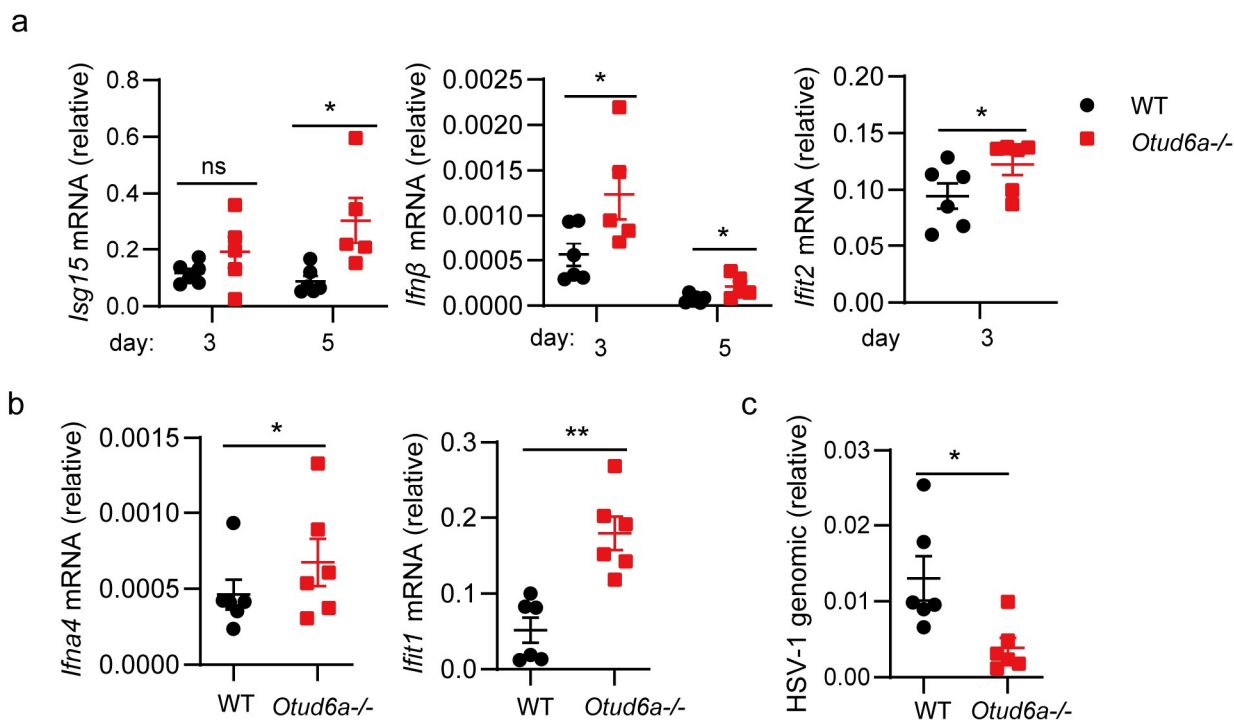 a
Isg15 mRNA (relative)
0.8
0.6
0.4
0.2
0.0
ns
*
day: 3 5
Ifnβ mRNA (relative)
0.0025
0.0020
0.0015
0.0010
0.0005
0.0000
*
*
day: 3 5
Ifit2 mRNA (relative)
0.20
0.15
0.10
0.05
0.00
*
day 3
WT
Otud6a-/-
b
Ifna4 mRNA (relative)
0.0015
0.0010
0.0005
0.0000
*
WT Otud6a-/-
Ifit1 mRNA (relative)
0.3
0.2
0.1
0.0
**
WT Otud6a-/-
c
HSV-1 genomic (relative)
0.03
0.02
0.01
0.00
*
WT Otud6a-/-